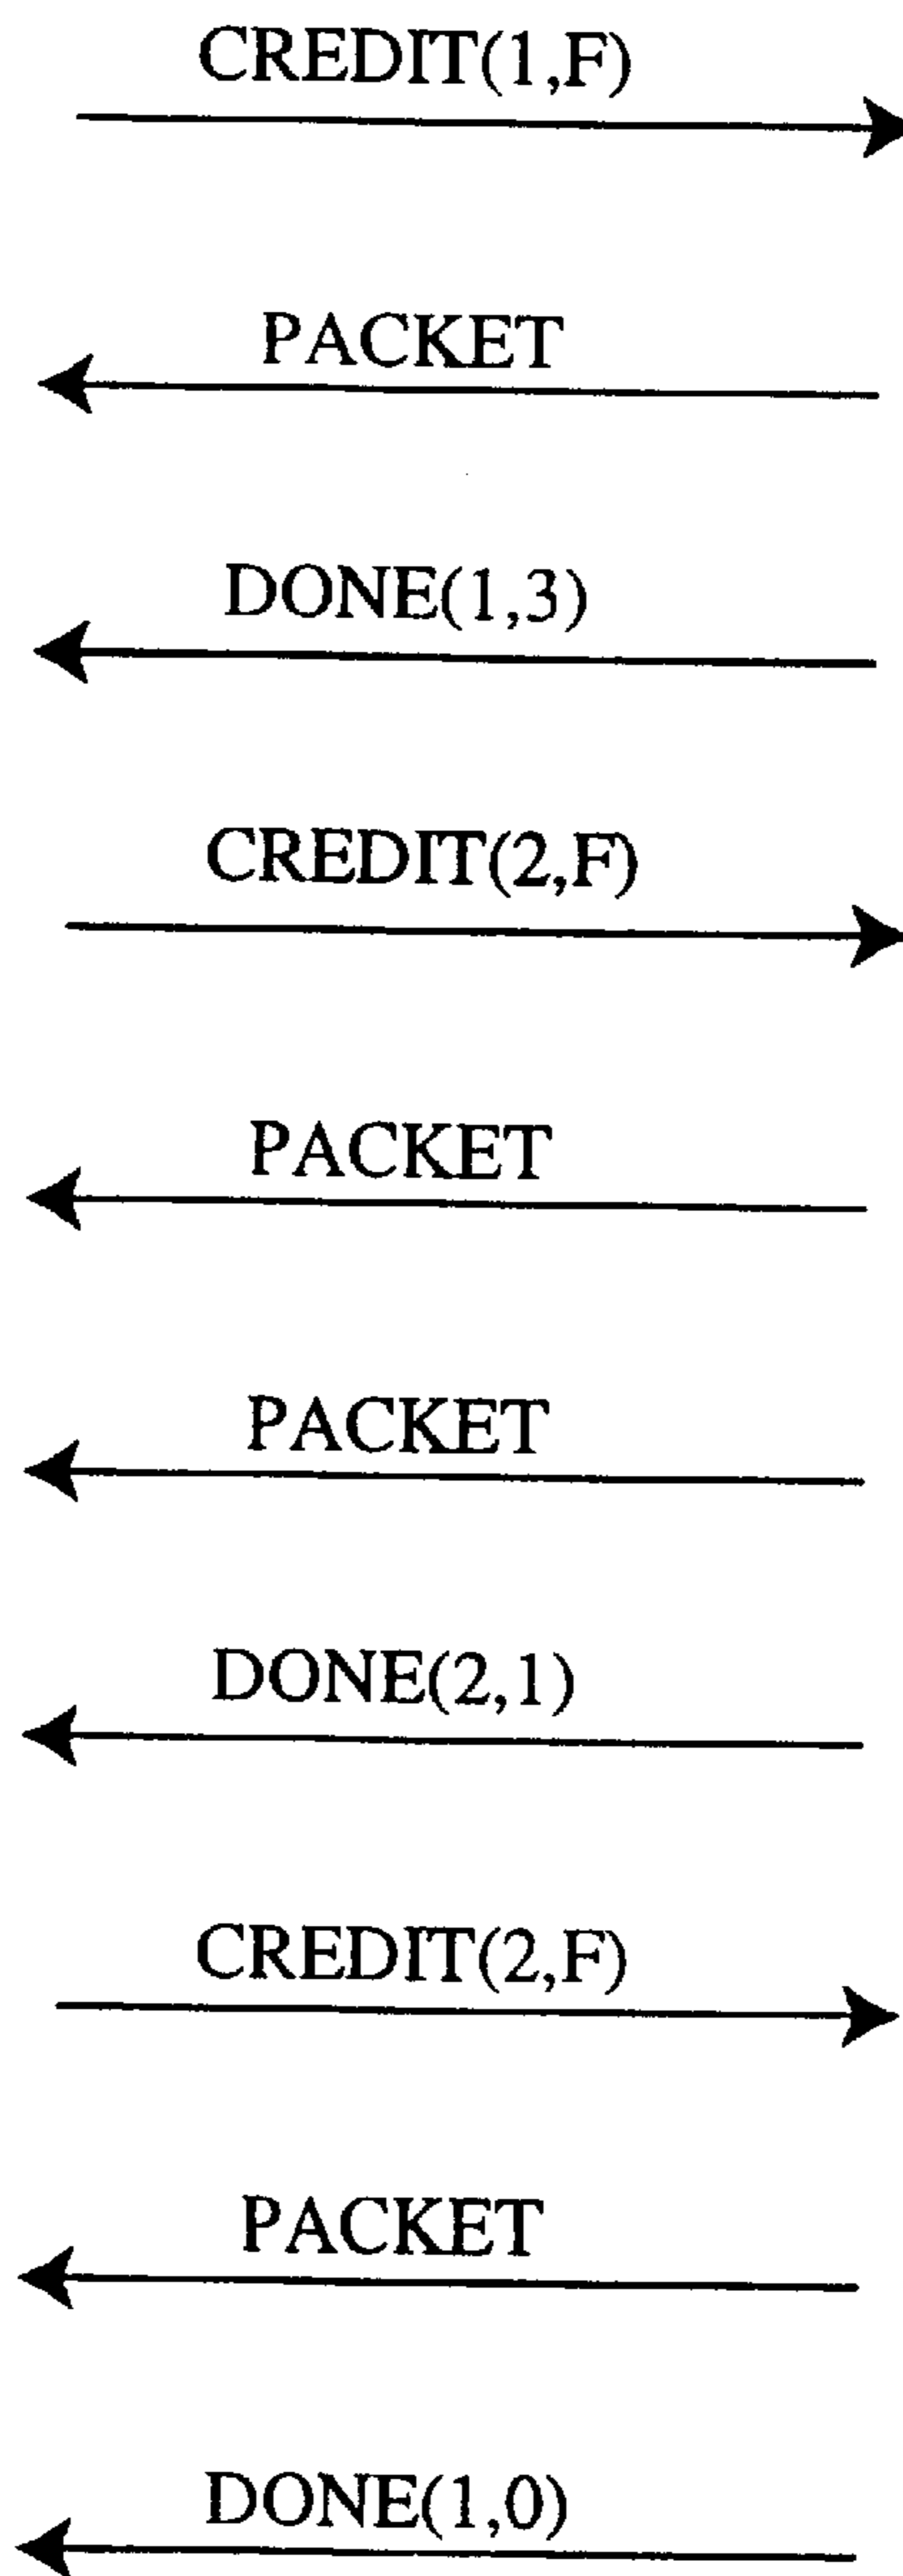 CREDIT(1,F)
PACKET
DONE(1,3)
CREDIT(2,F)
PACKET
PACKET
DONE(2,1)
CREDIT(2,F)
PACKET
DONE(1,0)